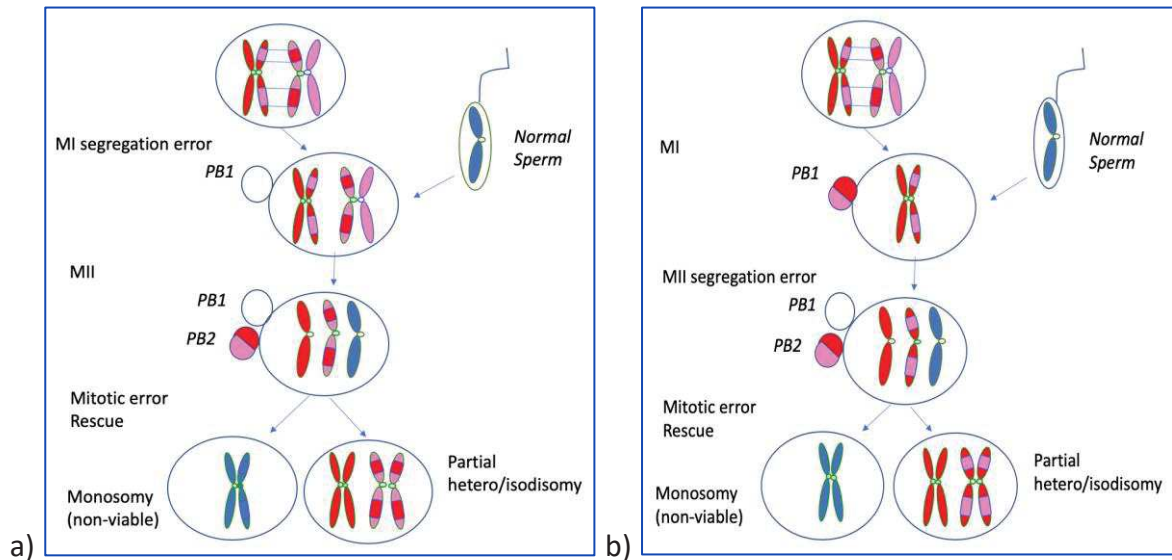 MI segregation error
PB1
Normal
Sperm
MII
PB1
PB2
Mitotic error
Rescue
Monosomy
(non-viable)
Partial
hetero/isodisomy
a)
MI
PB1
Normal
Sperm
MII segregation error
PB1
PB2
Mitotic error
Rescue
Monosomy
(non-viable)
Partial
hetero/isodisomy
b)